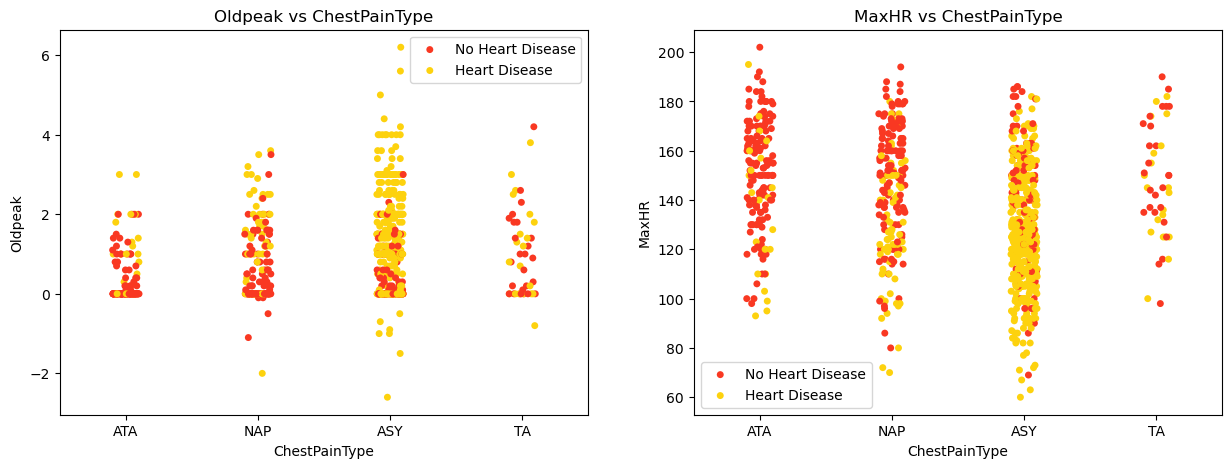 Oldpeak vs ChestPainType
No Heart Disease
Heart Disease
Oldpeak
6
4
2
0
−2
ATA NAP ASY TA
ChestPainType
MaxHR vs ChestPainType
MaxHR
200
180
160
140
120
100
80
60
No Heart Disease
Heart Disease
ATA NAP ASY TA
ChestPainType